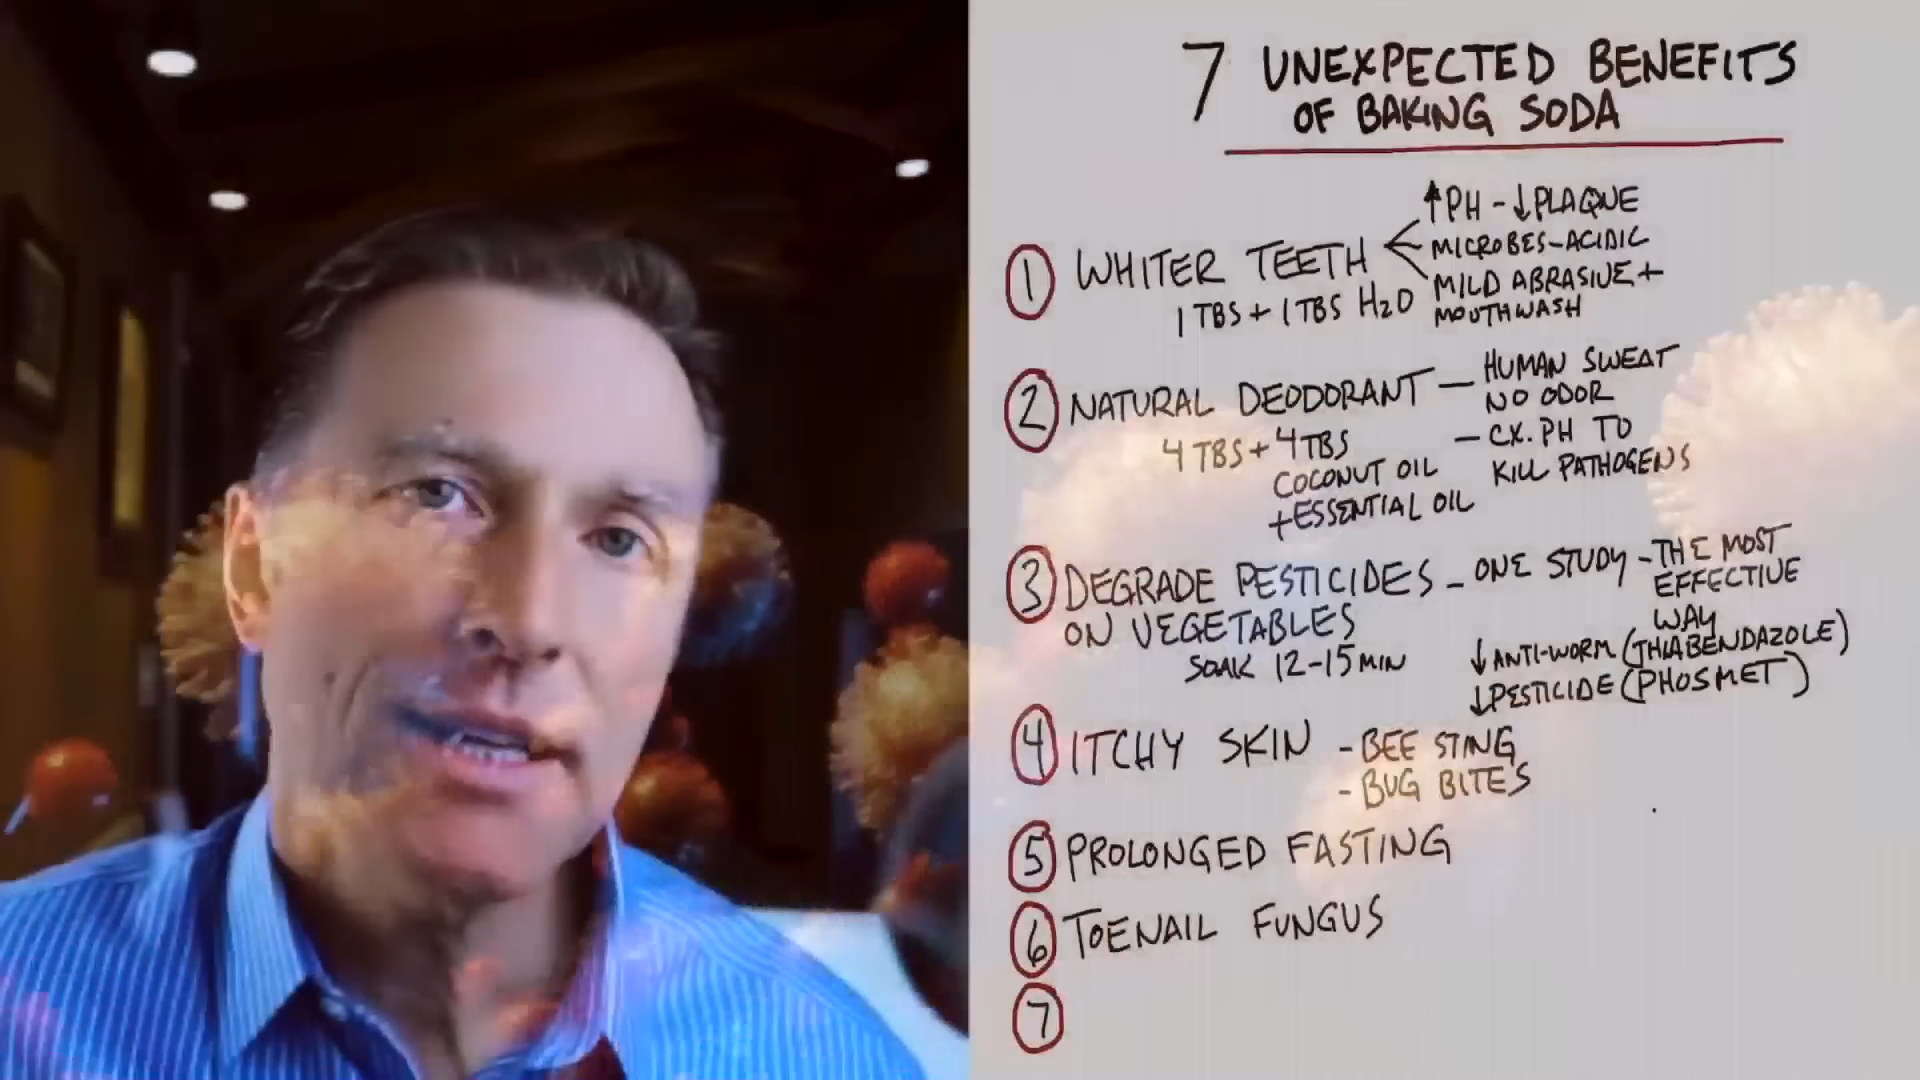 7 UNEXPECTED BENEFITS
OF BAKING SODA
① WHITER TEETH
↑PH - ↓PLAQUE
MICROBES-ACIDIC
MILD ABRASIVE +
MOUTHWASH
1 TBS + 1 TBS H2O
② NATURAL DEODORANT
— HUMAN SWEAT
NO ODOR
— CX. PH TO
KILL PATHOGENS
4 TBS + 4 TBS
COCONUT OIL
+ ESSENTIAL OIL
③ DEGRADE PESTICIDES - ONE STUDY - THE MOST
EFFECTIVE
WAY
ON VEGETABLES
SOAK 12-15 MIN
↓ANTI-WORM (THIABENDAZOLE)
↓PESTICIDE (PHOSMET)
④ ITCHY SKIN - BEE STING
- BUG BITES
⑤ PROLONGED FASTING
⑥ TOENAIL FUNGUS
⑦